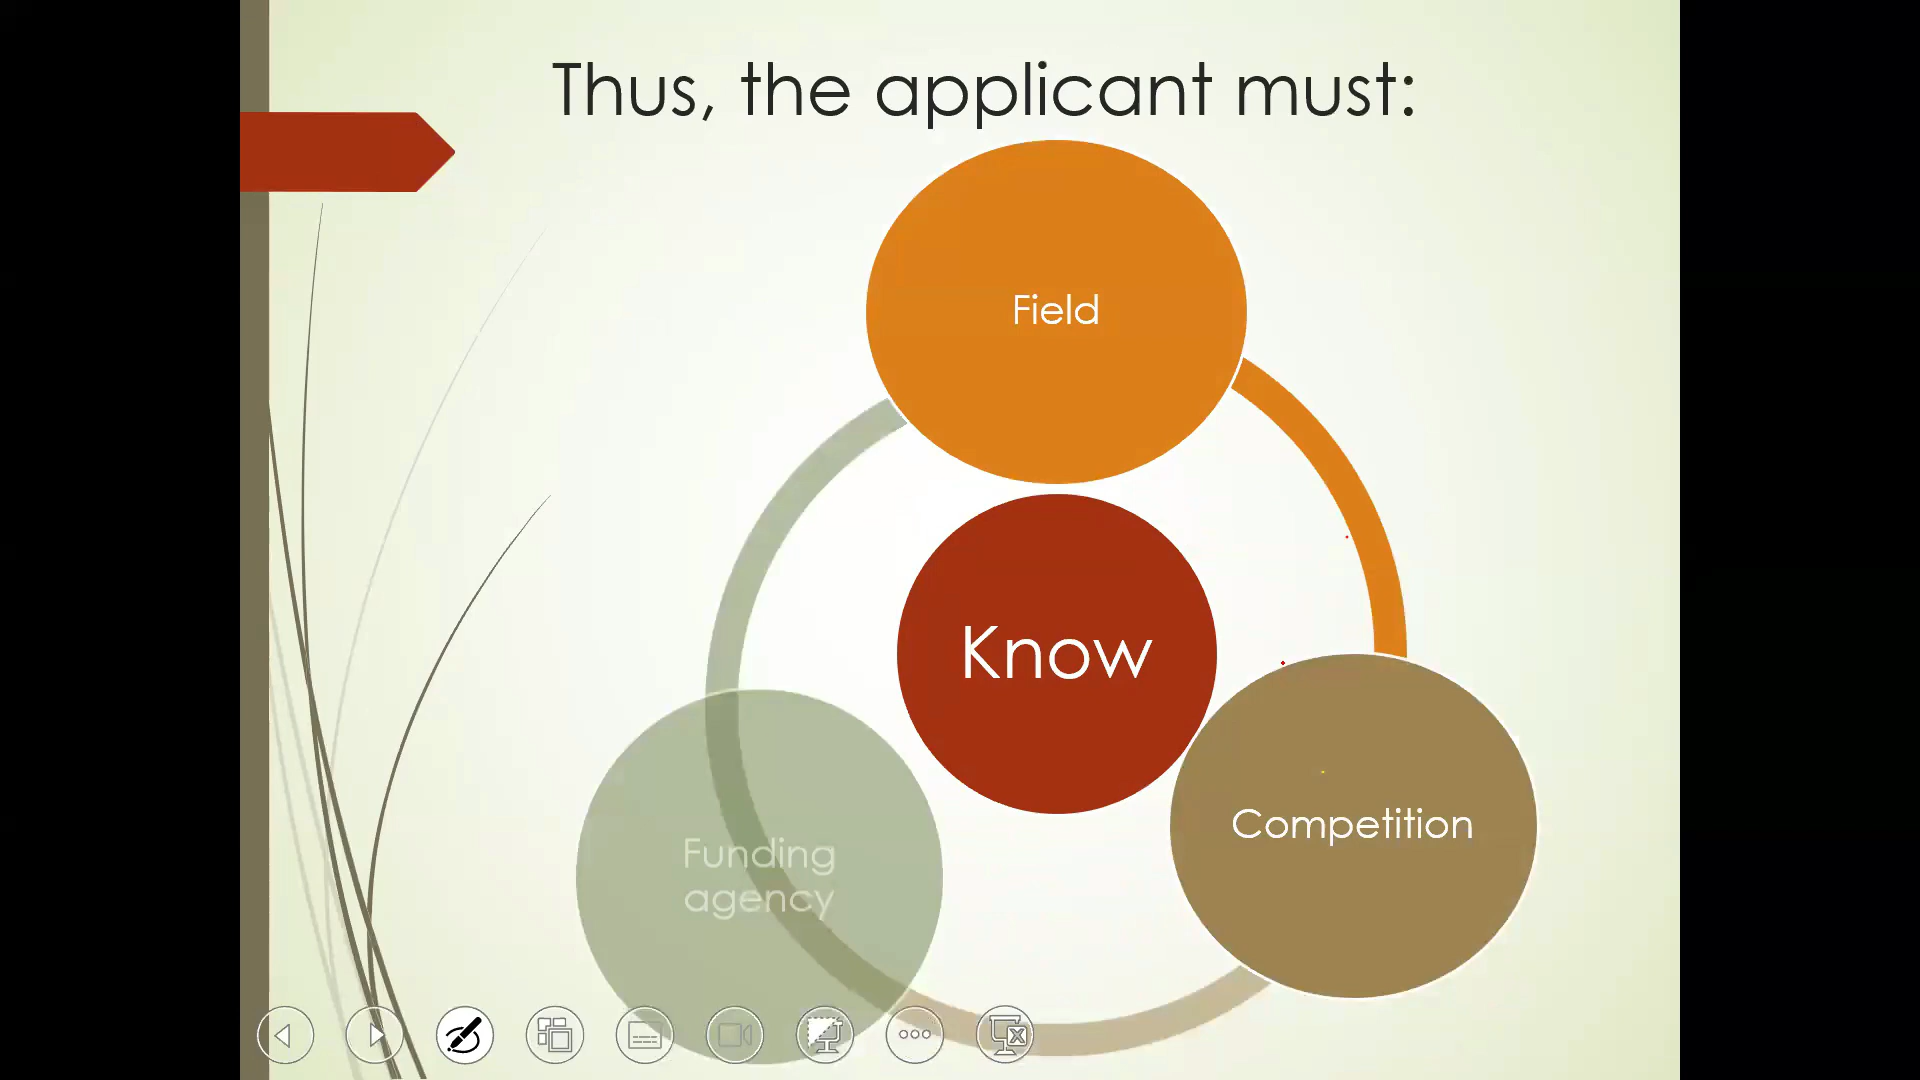 Thus, the applicant must:
Field
Know
Competition
Funding
agency